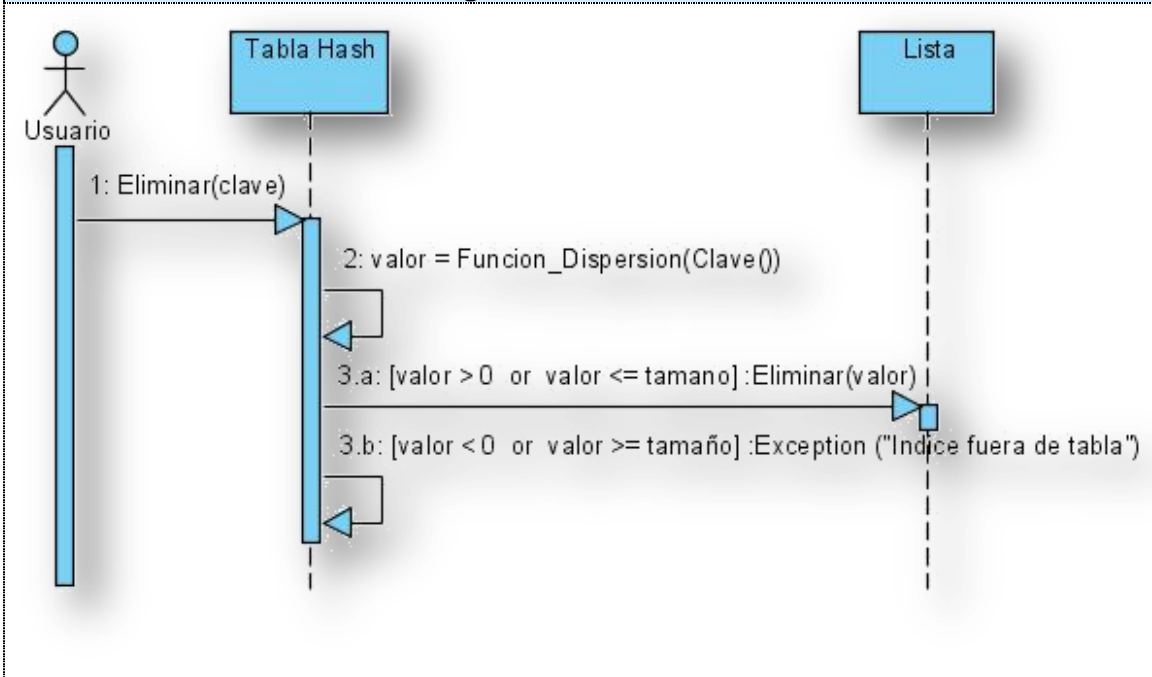 Tabla Hash
Lista
Usuario
1: Eliminar(clave)
2: valor = Funcion_Dispersion(Clave())
3.a: [valor > 0 or valor <= tamano] :Eliminar(valor)
3.b: [valor < 0 or valor >= tamaño] :Exception ("Indice fuera de tabla")